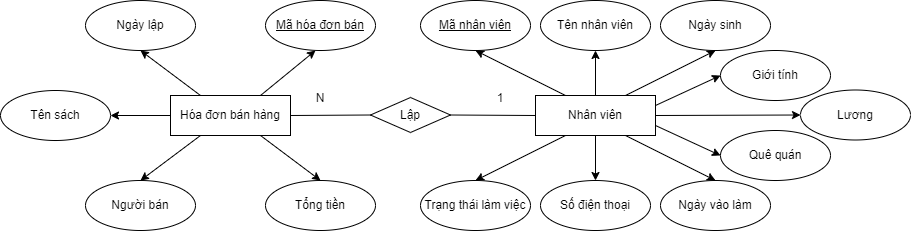 Ngày lập
Mã hóa đơn bán
Mã nhân viên
Tên nhân viên
Ngày sinh
Giới tính
Tên sách
Hóa đơn bán hàng
N
Lập
1
Nhân viên
Lương
Quê quán
Người bán
Tổng tiền
Trạng thái làm việc
Số điện thoại
Ngày vào làm